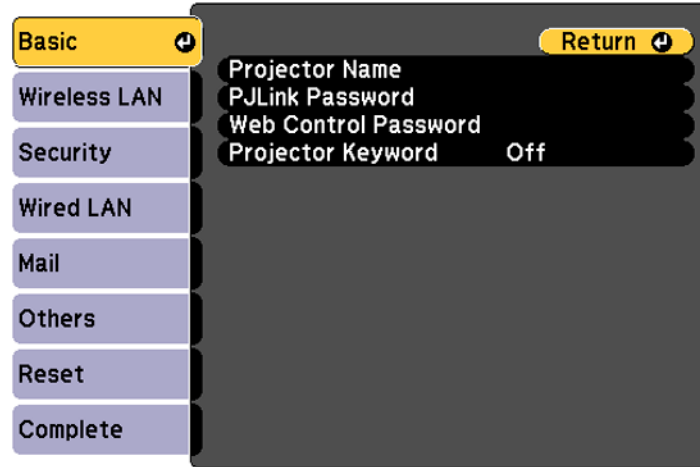 Basic
Wireless LAN
Security
Wired LAN
Mail
Others
Reset
Complete
Return
Projector Name
PJLink Password
Web Control Password
Projector Keyword Off